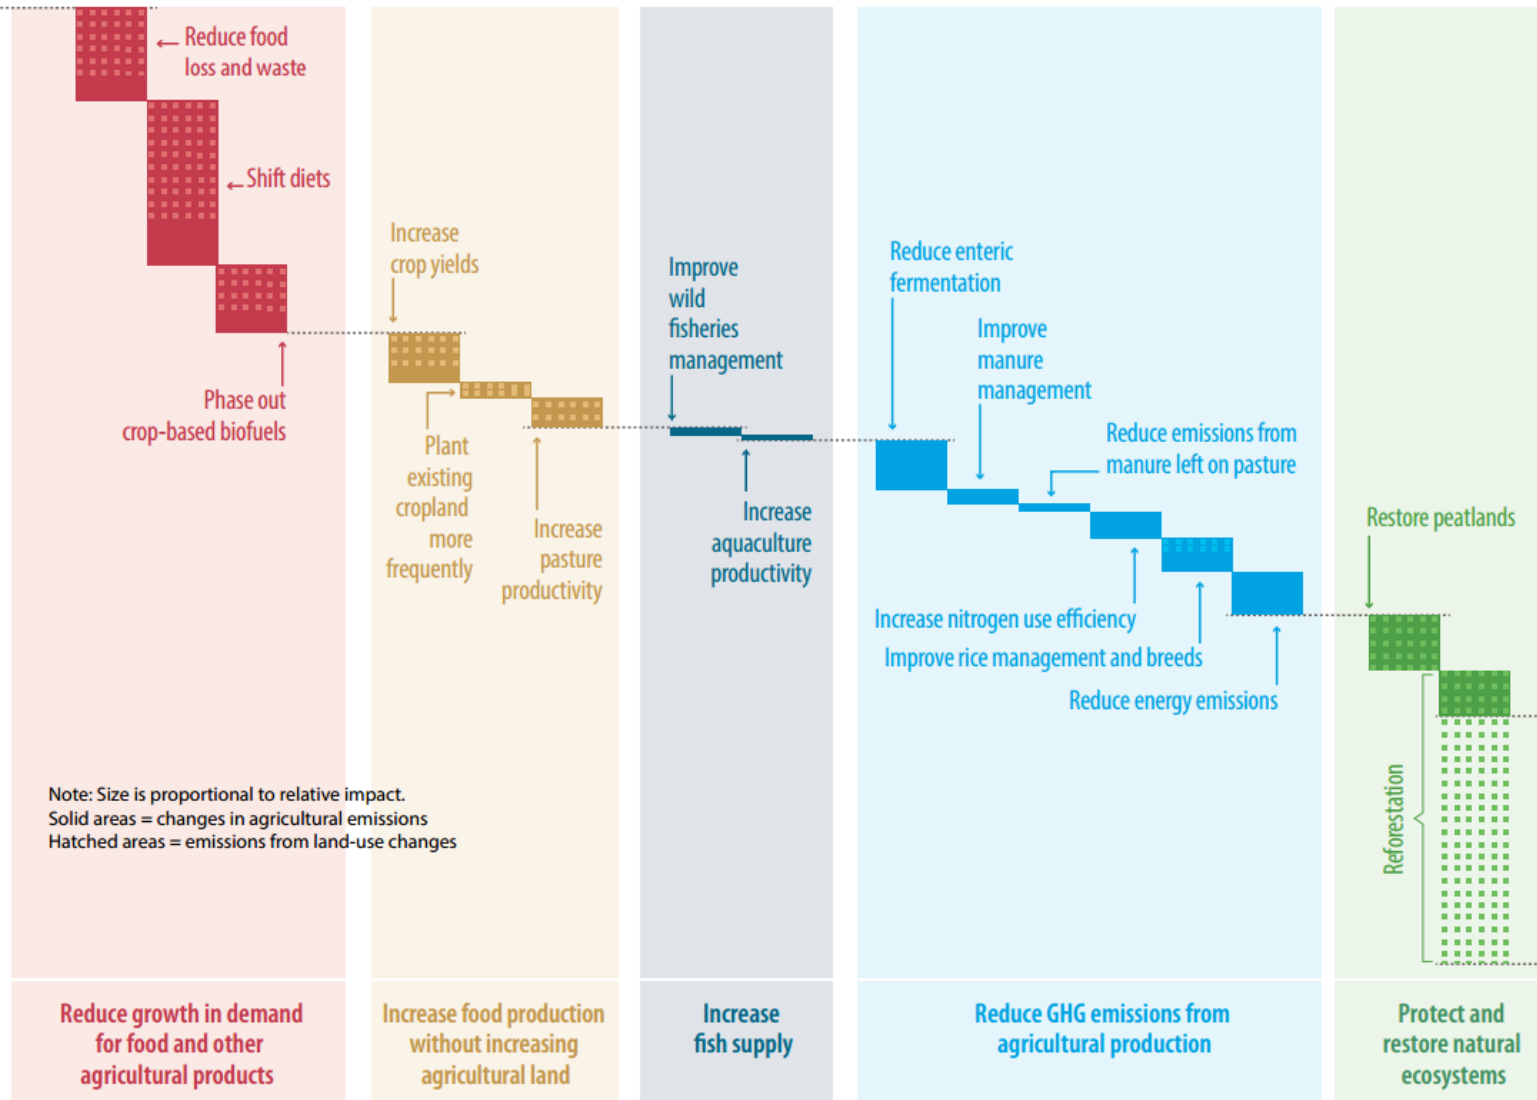 Reduce food
loss and waste
Shift diets
Phase out
crop-based biofuels
Increase
crop yields
Plant
existing
cropland
more
frequently
Increase
pasture
productivity
Improve
wild
fisheries
management
Increase
aquaculture
productivity
Reduce enteric
fermentation
Improve
manure
management
Reduce emissions from
manure left on pasture
Increase nitrogen use efficiency
Improve rice management and breeds
Reduce energy emissions
Restore peatlands
Reforestation
Note: Size is proportional to relative impact.
Solid areas = changes in agricultural emissions
Hatched areas = emissions from land-use changes
Reduce growth in demand
for food and other
agricultural products
Increase food production
without increasing
agricultural land
Increase
fish supply
Reduce GHG emissions from
agricultural production
Protect and
restore natural
ecosystems